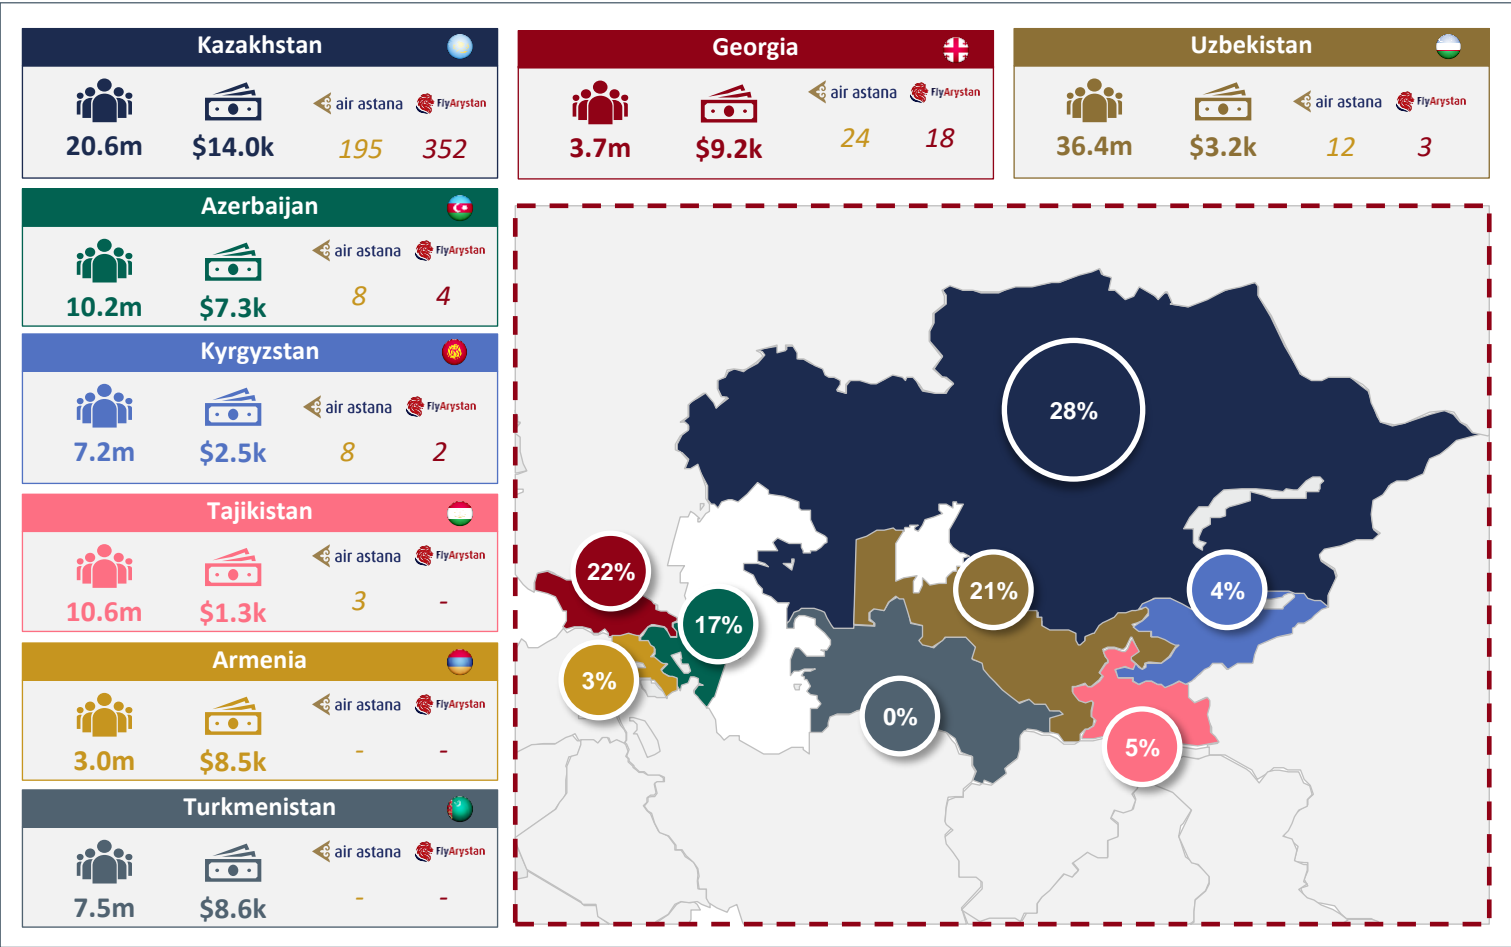 Kazakhstan
air astana FlyArystan
20.6m $14.0k 195 352
Georgia
air astana FlyArystan
3.7m $9.2k 24 18
Uzbekistan
air astana FlyArystan
36.4m $3.2k 12 3
Azerbaijan
air astana FlyArystan
10.2m $7.3k 8 4
Kyrgyzstan
air astana FlyArystan
7.2m $2.5k 8 2
Tajikistan
air astana FlyArystan
10.6m $1.3k 3 -
Armenia
air astana FlyArystan
3.0m $8.5k - -
Turkmenistan
air astana FlyArystan
7.5m $8.6k - -
28%
22%
21%
4%
17%
3%
0%
5%